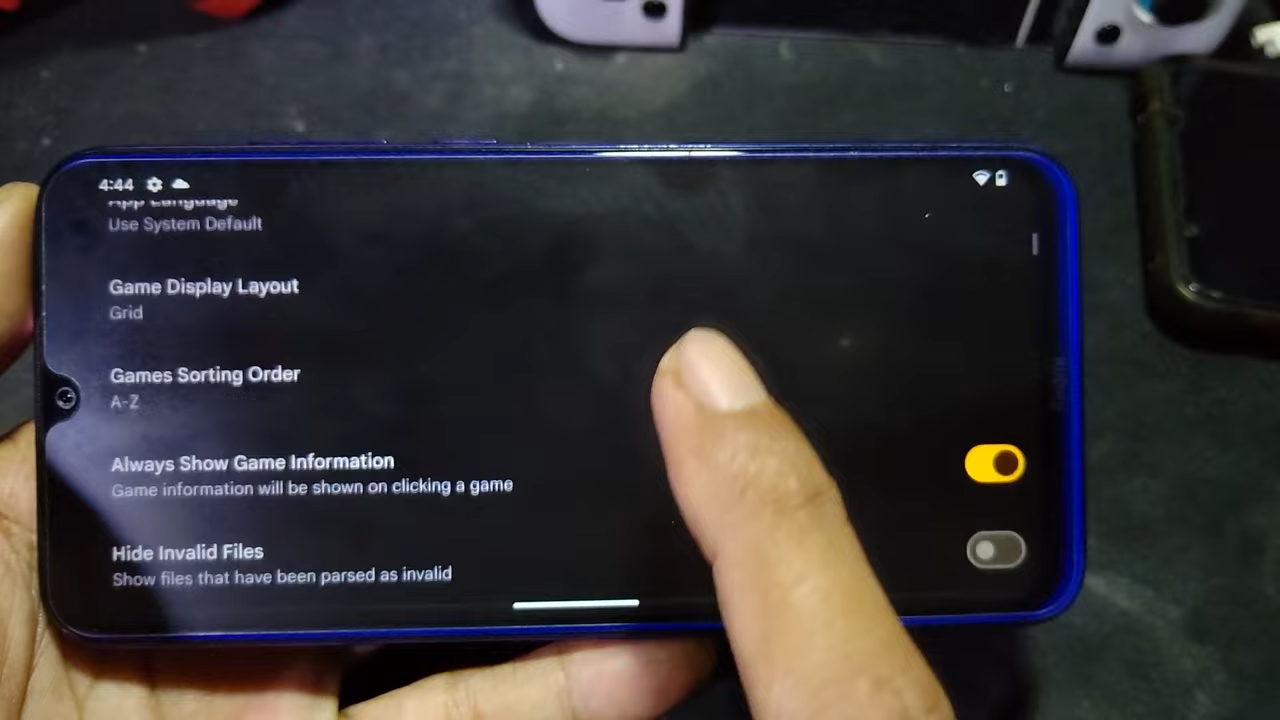 4:44
App Language
Use System Default
Game Display Layout
Grid
Games Sorting Order
A-Z
Always Show Game Information
Game information will be shown on clicking a game
Hide Invalid Files
Show files that have been parsed as invalid